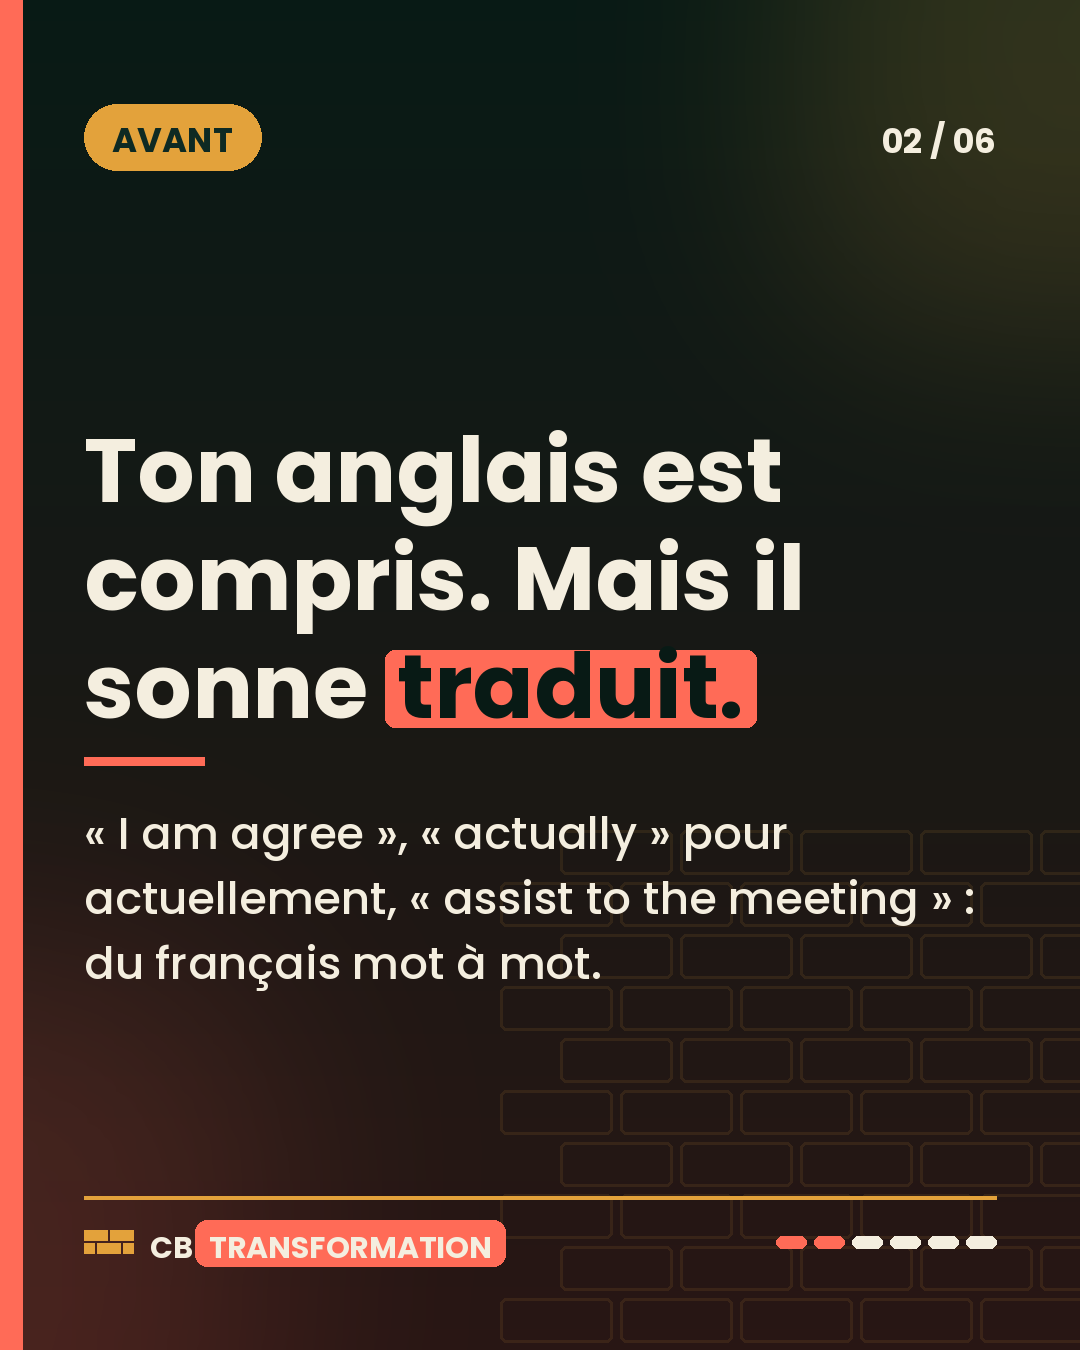 AVANT
02 / 06
Ton anglais est
compris. Mais il
sonne traduit.
« I am agree », « actually » pour
actuellement, « assist to the meeting » :
du français mot à mot.
CB TRANSFORMATION